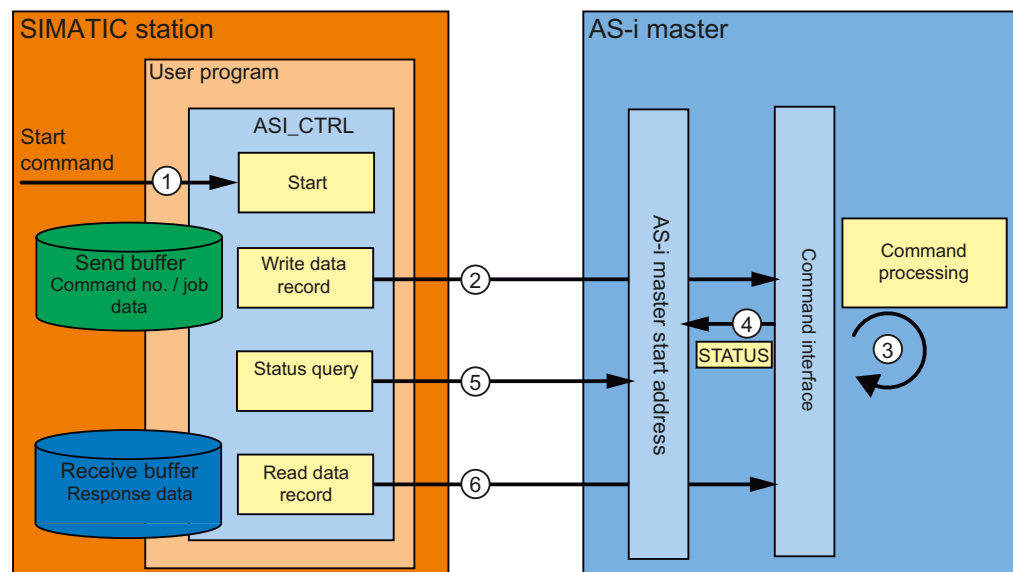 SIMATIC station
AS-i master
User program
ASI_CTRL
Start
command
1
Start
Send buffer
Command no. / job
data
Write data
record
2
AS-i master start address
Command interface
Command
processing
4
STATUS
3
Status query
5
Receive buffer
Response data
Read data
record
6